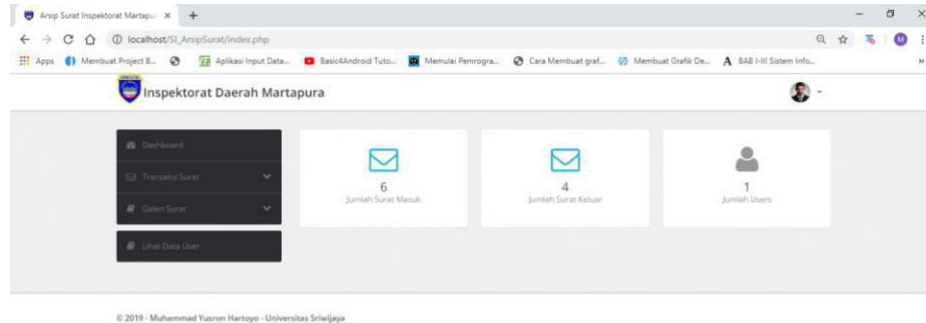 Arsip Surat Inspektorat Martapu
localhost/SI_ArsipSurat/index.php
Apps
Membuat Project B...
Aplikasi Input Data...
Basic4Android Tuto...
Memulai Pemrogra...
Cara Membuat graf...
Membuat Grafik De...
BAB I-III Sistem Info...
Inspektorat Daerah Martapura
Dashboard
Transaksi Surat
Galeri Surat
Lihat Data User
6
Jumlah Surat Masuk
4
Jumlah Surat Keluar
1
Jumlah Users
© 2019 - Muhammad Yusron Hartoyo - Universitas Sriwijaya